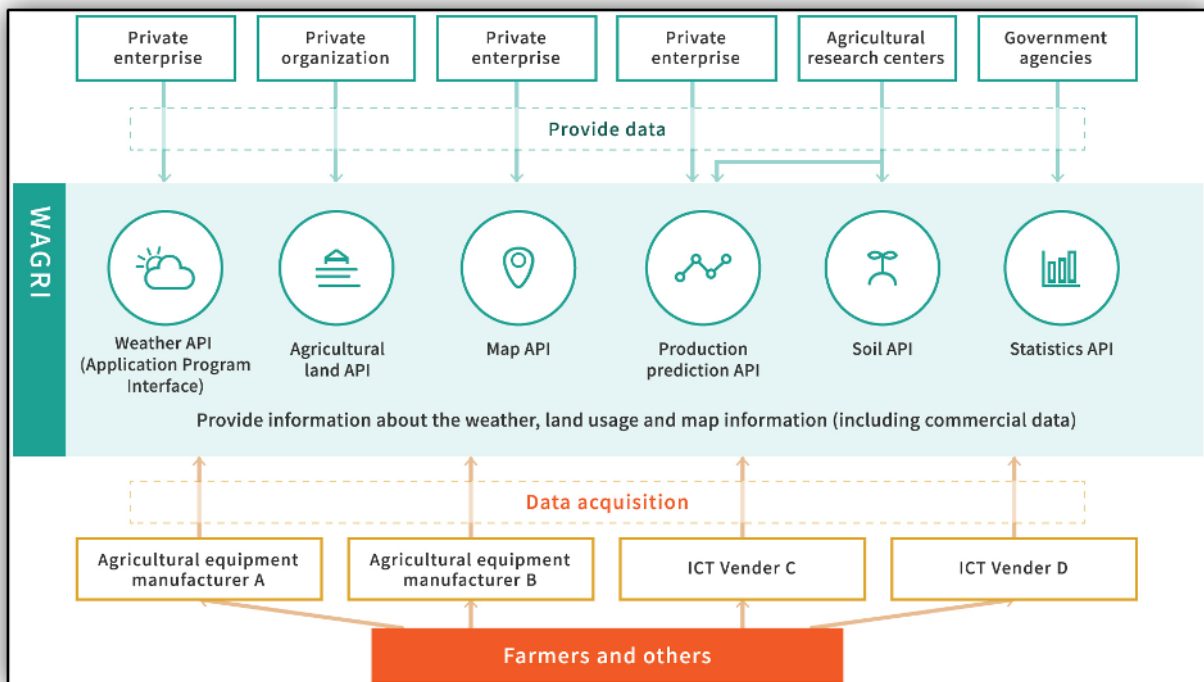 Private
enterprise
Private
organization
Private
enterprise
Private
enterprise
Agricultural
research centers
Government
agencies
Provide data
WAGRI
Weather API
(Application Program
Interface)
Agricultural
land API
Map API
Production
prediction API
Soil API
Statistics API
Provide information about the weather, land usage and map information (including commercial data)
Data acquisition
Agricultural equipment
manufacturer A
Agricultural equipment
manufacturer B
ICT Vender C
ICT Vender D
Farmers and others